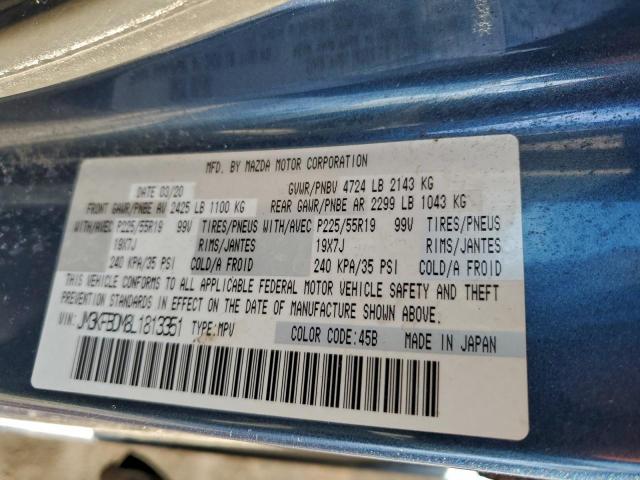 MFD. BY MAZDA MOTOR CORPORATION
DATE 03/20 GVWR/PNBV 4724 LB 2143 KG
FRONT GAWR/PNBE AV 2425 LB 1100 KG REAR GAWR/PNBE AR 2299 LB 1043 KG
WITH/AVEC P225/55R19 99V TIRES/PNEUS WITH/AVEC P225/55R19 99V TIRES/PNEUS
19X7J RIMS/JANTES 19X7J RIMS/JANTES
240 KPA/35 PSI COLD/A FROID 240 KPA/35 PSI COLD/A FROID
THIS VEHICLE CONFORMS TO ALL APPLICABLE FEDERAL MOTOR VEHICLE SAFETY AND THEFT
PREVENTION STANDARDS IN EFFECT ON THE DATE OF MANUFACTURE SHOWN ABOVE.
VIN: JM3KFBDM8L1813351 TYPE:MPV COLOR CODE:45B MADE IN JAPAN